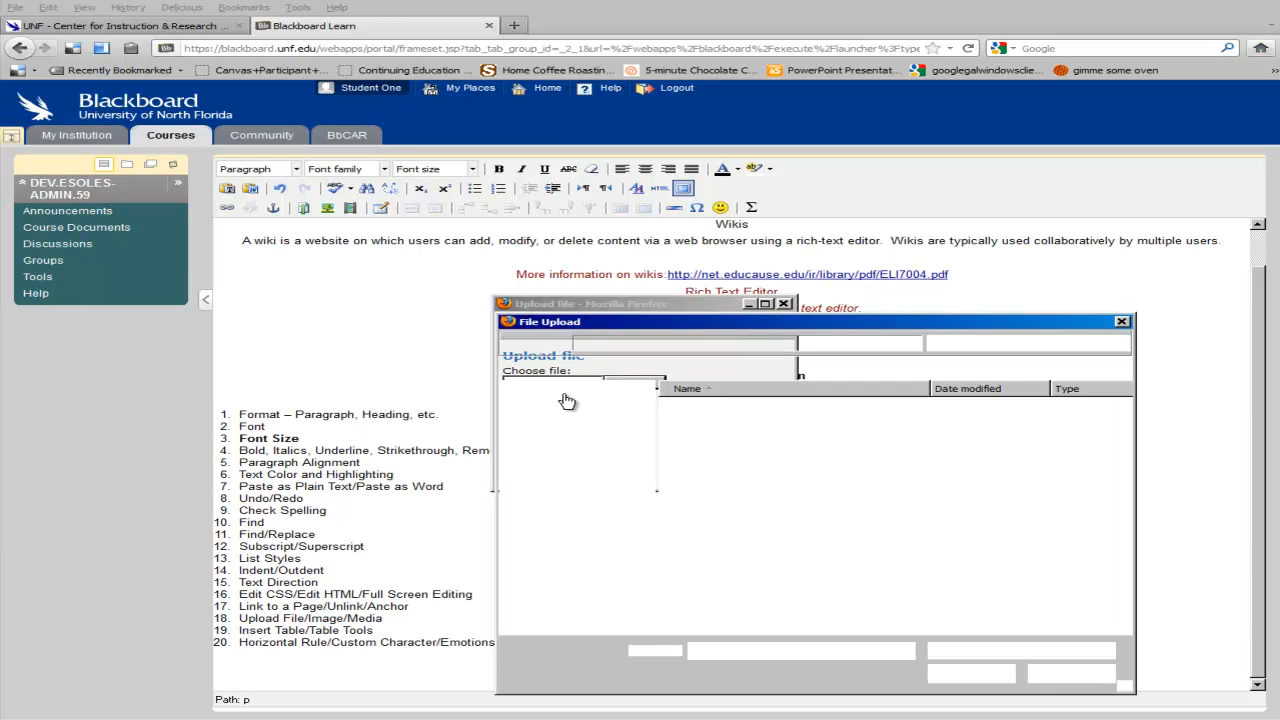 File Edit View History Delicious Bookmarks Tools Help
UNF - Center for Instruction & Research ... Blackboard Learn
https://blackboard.unf.edu/webapps/portal/frameset.jsp?tab_tab_group_id=_2_1&url=%2Fwebapps%2Fblackboard%2Fexecute%2Flauncher%3Ftype Google
Recently Bookmarked Canvas+Participant+... Continuing Education ... Home Coffee Roastin... 5-minute Chocolate C... PowerPoint Presentat... googlegalwindowsclie... gimme some oven
Student One My Places Home Help Logout
Blackboard
University of North Florida
My Institution Courses Community BbCAR
DEV.ESOLES-
ADMIN.59
Announcements
Course Documents
Discussions
Groups
Tools
Help
Paragraph Font family Font size B I U ABC A ab
ABC HTML
Wikis
A wiki is a website on which users can add, modify, or delete content via a web browser using a rich-text editor. Wikis are typically used collaboratively by multiple users.
More information on wikis:http://net.educause.edu/ir/library/pdf/ELI7004.pdf
Rich Text Editor
text editor.
Upload file - Mozilla Firefox
File Upload
Upload file
Choose file:
n
Name Date modified Type
1. Format – Paragraph, Heading, etc.
2. Font
3. Font Size
4. Bold, Italics, Underline, Strikethrough, Rem
5. Paragraph Alignment
6. Text Color and Highlighting
7. Paste as Plain Text/Paste as Word
8. Undo/Redo
9. Check Spelling
10. Find
11. Find/Replace
12. Subscript/Superscript
13. List Styles
14. Indent/Outdent
15. Text Direction
16. Edit CSS/Edit HTML/Full Screen Editing
17. Link to a Page/Unlink/Anchor
18. Upload File/Image/Media
19. Insert Table/Table Tools
20. Horizontal Rule/Custom Character/Emotions
Path: p